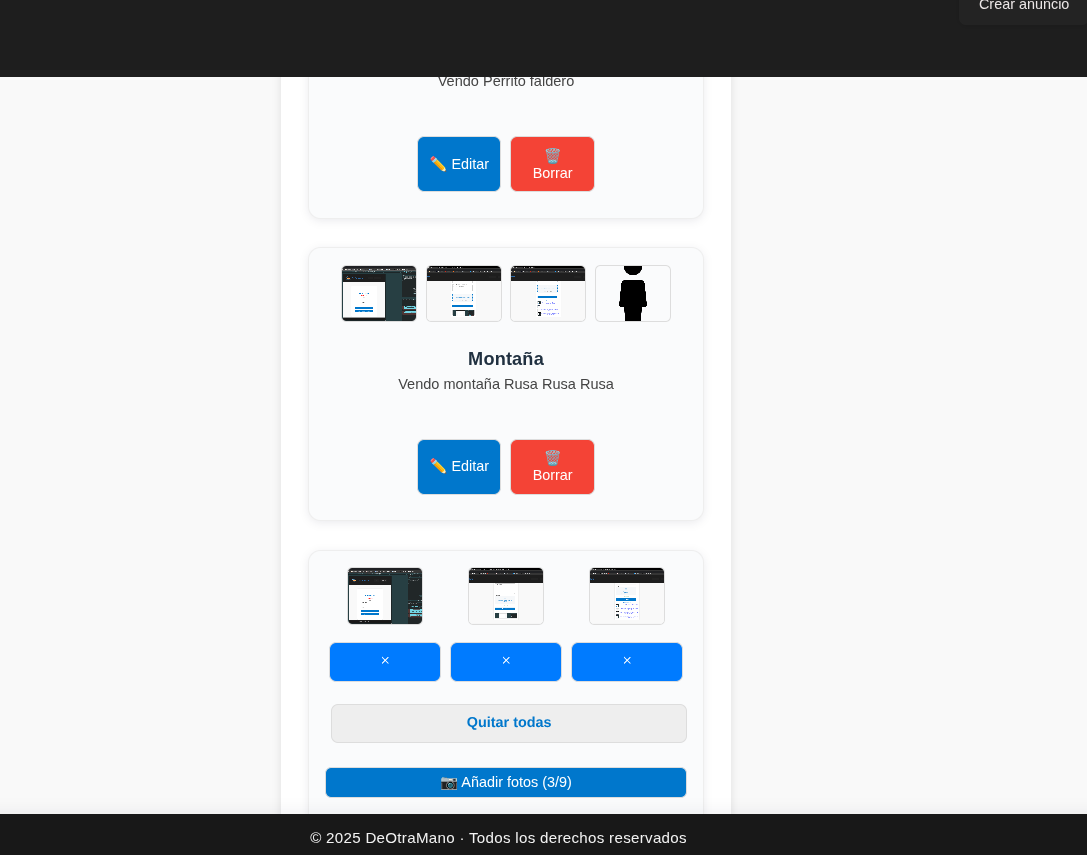 Crear anuncio
Vendo Perrito faldero
✏️ Editar
🗑️
Borrar
Montaña
Vendo montaña Rusa Rusa Rusa
✏️ Editar
🗑️
Borrar
× × ×
Quitar todas
📷 Añadir fotos (3/9)
© 2025 DeOtraMano · Todos los derechos reservados